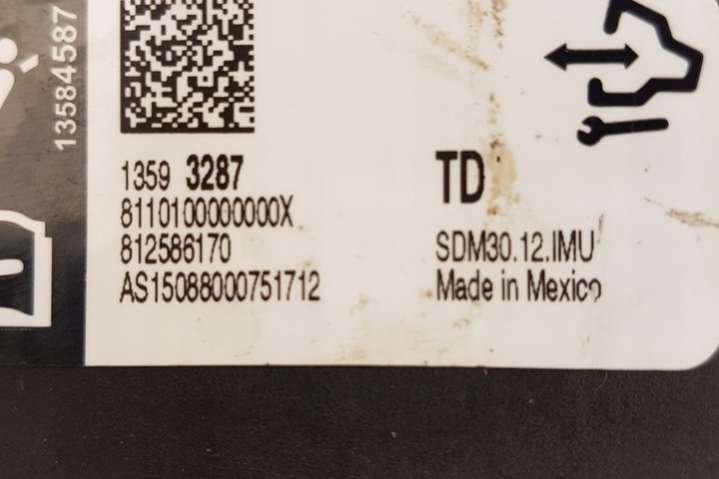 13584587
1359 3287
8110100000000X
812586170
AS15088000751712
TD
SDM30.12.IMU
Made in Mexico